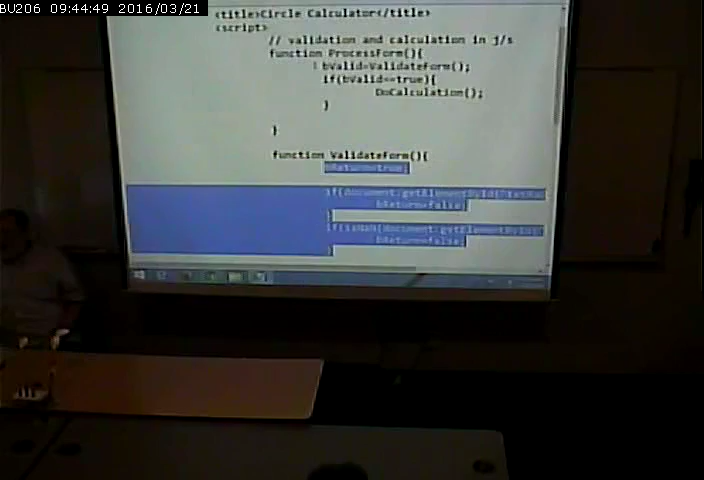 BU206 09:44:49 2016/03/21
<title>Circle Calculator</title>
<script>
// validation and calculation in j/s
function ProcessForm(){
bValid=ValidateForm();
if(bValid==true){
DoCalculation();
}
}
function ValidateForm(){
bReturn=true;
if(document.getElementById(
bReturn=false;
}
if(isNaN(document.getElementById(
bReturn=false;
}